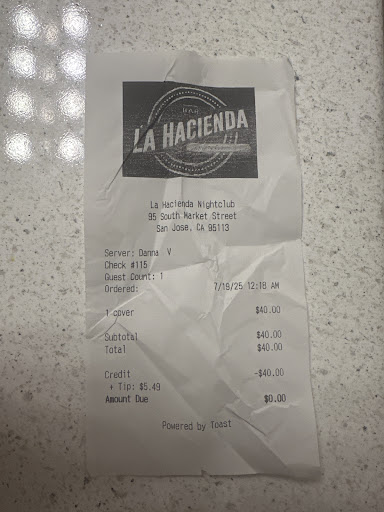 LA HACIENDA
La Hacienda Nightclub
95 South Market Street
San Jose, CA 95113
Server: Danna V
Check #115
Guest Count: 1
Ordered: 7/19/25 12:18 AM
1 cover $40.00
Subtotal $40.00
Total $40.00
Credit -$40.00
+ Tip: $5.49
Amount Due $0.00
Powered by Toast